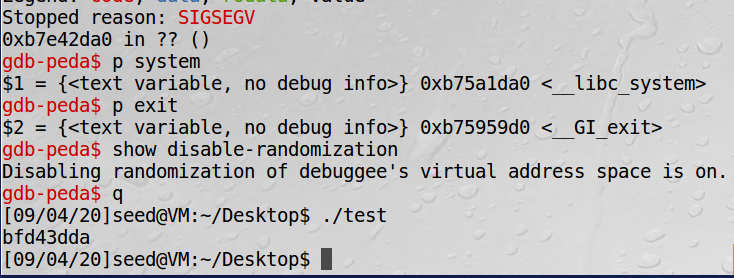 Legend: code, data, rodata, value
Stopped reason: SIGSEGV
0xb7e42da0 in ?? ()
gdb-peda$ p system
$1 = {<text variable, no debug info>} 0xb75a1da0 <__libc_system>
gdb-peda$ p exit
$2 = {<text variable, no debug info>} 0xb75959d0 <__GI_exit>
gdb-peda$ show disable-randomization
Disabling randomization of debuggee's virtual address space is on.
gdb-peda$ q
[09/04/20]seed@VM:~/Desktop$ ./test
bfd43dda
[09/04/20]seed@VM:~/Desktop$